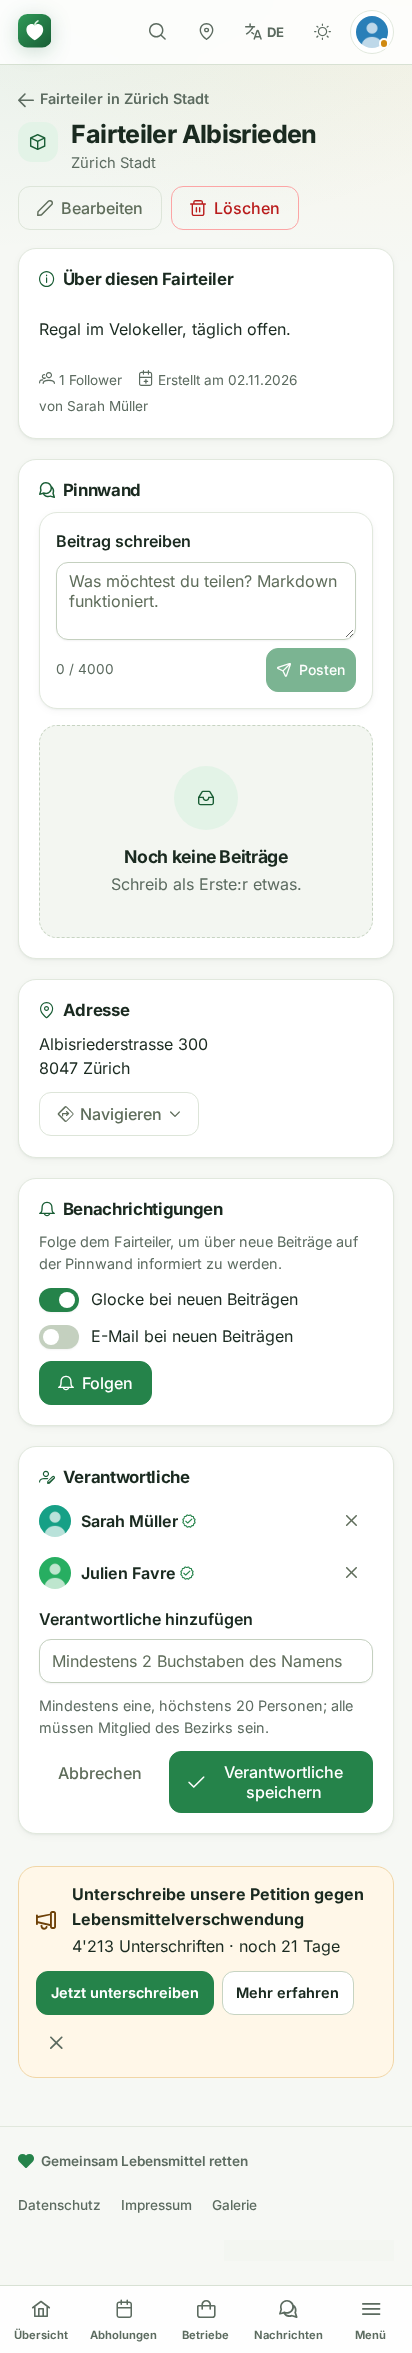 DE
Fairteiler in Zürich Stadt
Fairteiler Albisrieden
Zürich Stadt
Bearbeiten
Löschen
Über diesen Fairteiler
Regal im Velokeller, täglich offen.
1 Follower Erstellt am 02.11.2026
von Sarah Müller
Pinnwand
Beitrag schreiben
Was möchtest du teilen? Markdown
funktioniert.
0 / 4000
Posten
Noch keine Beiträge
Schreib als Erste:r etwas.
Adresse
Albisriederstrasse 300
8047 Zürich
Navigieren
Benachrichtigungen
Folge dem Fairteiler, um über neue Beiträge auf
der Pinnwand informiert zu werden.
Glocke bei neuen Beiträgen
E-Mail bei neuen Beiträgen
Folgen
Verantwortliche
Sarah Müller
Julien Favre
Verantwortliche hinzufügen
Mindestens 2 Buchstaben des Namens
Mindestens eine, höchstens 20 Personen; alle
müssen Mitglied des Bezirks sein.
Abbrechen
Verantwortliche
speichern
Unterschreibe unsere Petition gegen
Lebensmittelverschwendung
4'213 Unterschriften · noch 21 Tage
Jetzt unterschreiben
Mehr erfahren
Gemeinsam Lebensmittel retten
Datenschutz Impressum Galerie
Übersicht Abholungen Betriebe Nachrichten Menü